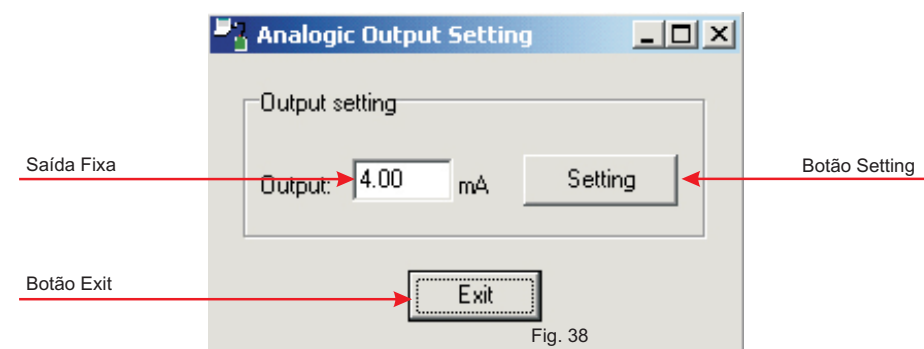 Analogic Output Setting
Output setting
Saída Fixa
Output: 4.00 mA Setting
Botão Setting
Botão Exit
Exit
Fig. 38